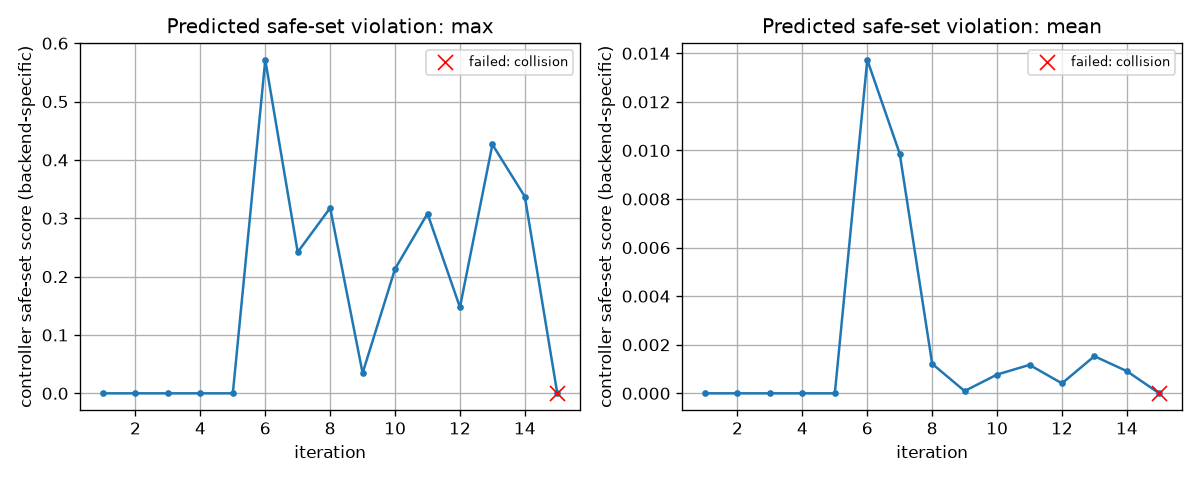 Predicted safe-set violation: max
failed: collision
controller safe-set score (backend-specific)
0.6
0.5
0.4
0.3
0.2
0.1
0.0
2 4 6 8 10 12 14
iteration
Predicted safe-set violation: mean
failed: collision
controller safe-set score (backend-specific)
0.014
0.012
0.010
0.008
0.006
0.004
0.002
0.000
2 4 6 8 10 12 14
iteration